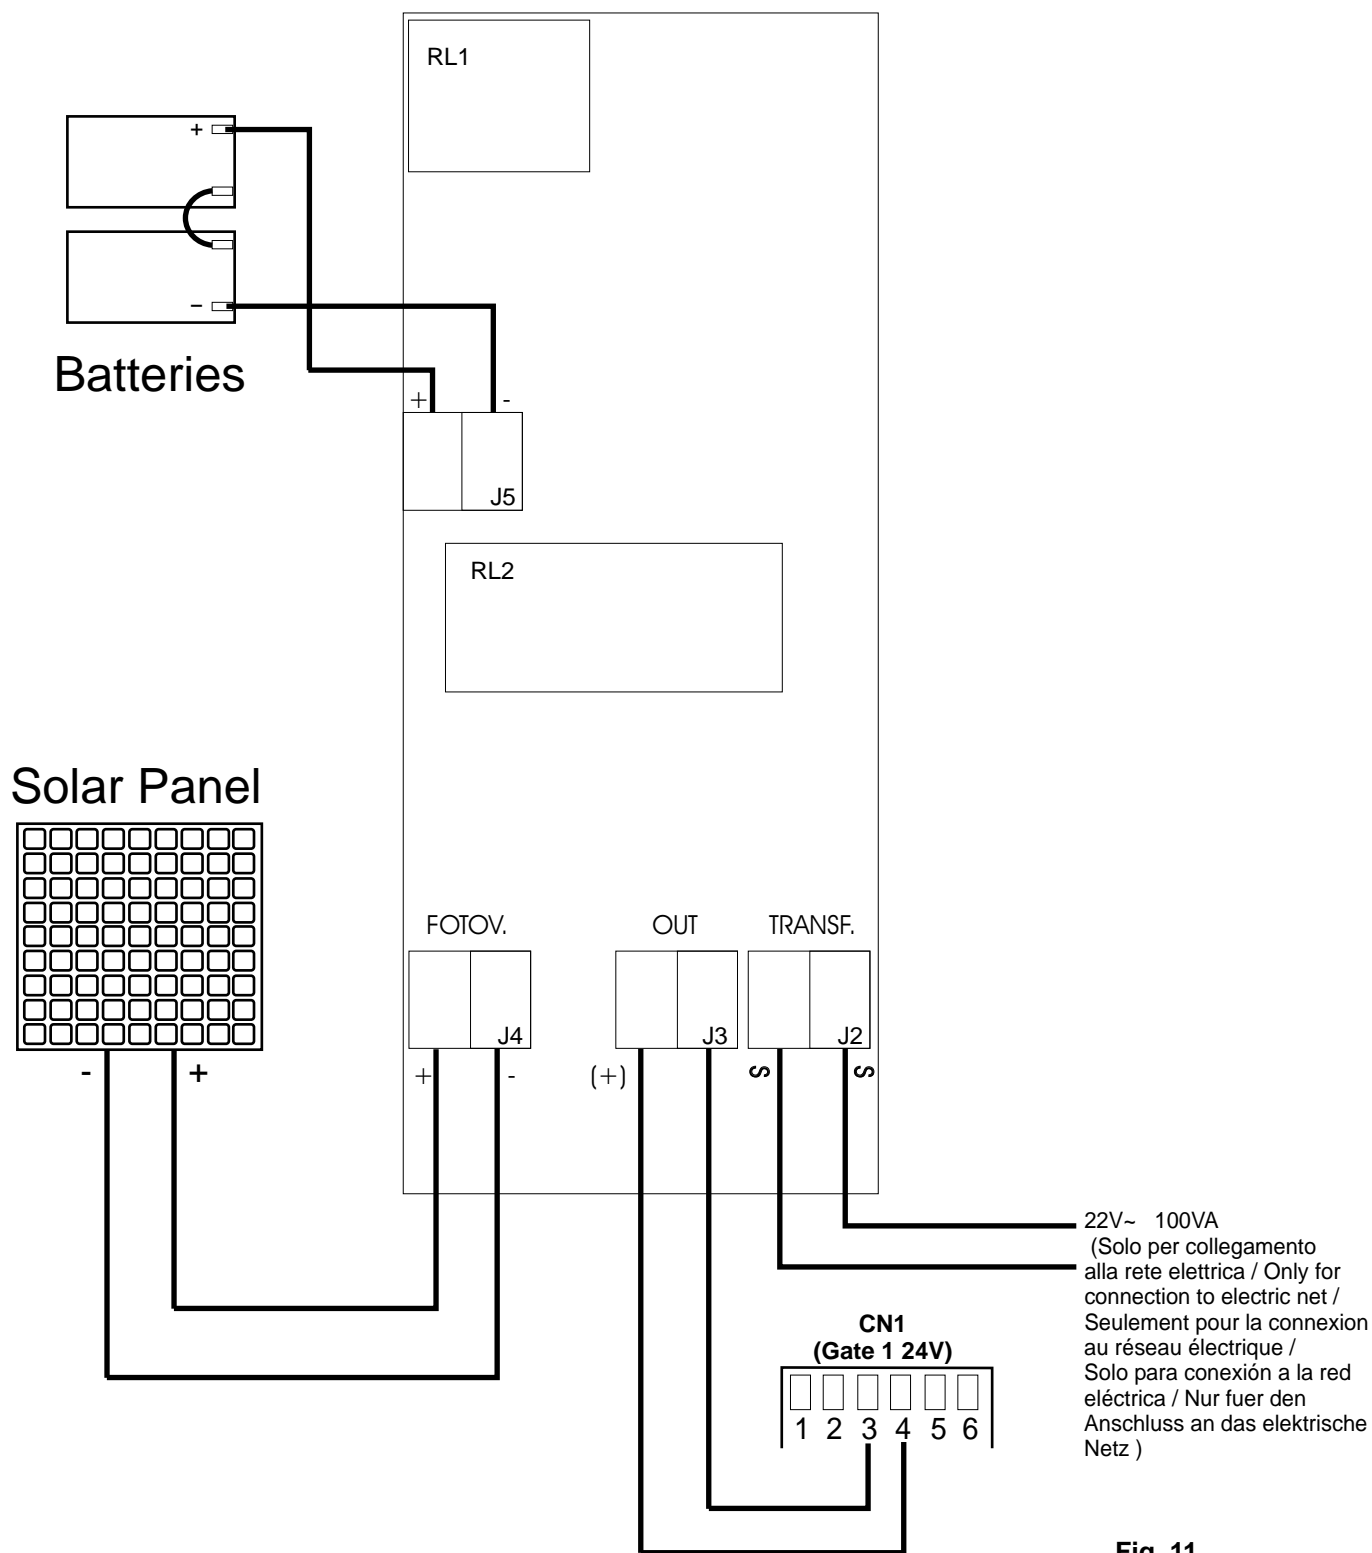 RL1
+
−
Batteries
+ -
J5
RL2
Solar Panel
FOTOV. OUT TRANSF.
J4 J3 J2
- +
+ - (+) S S
22V~ 100VA
(Solo per collegamento
alla rete elettrica / Only for
connection to electric net /
Seulement pour la connexion
au réseau électrique /
Solo para conexión a la red
eléctrica / Nur fuer den
Anschluss an das elektrische
Netz )
CN1
(Gate 1 24V)
1 2 3 4 5 6
Fig. 11